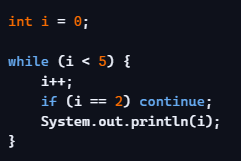 int i = 0;

while (i < 5) {
    i++;
    if (i == 2) continue;
    System.out.println(i);
}